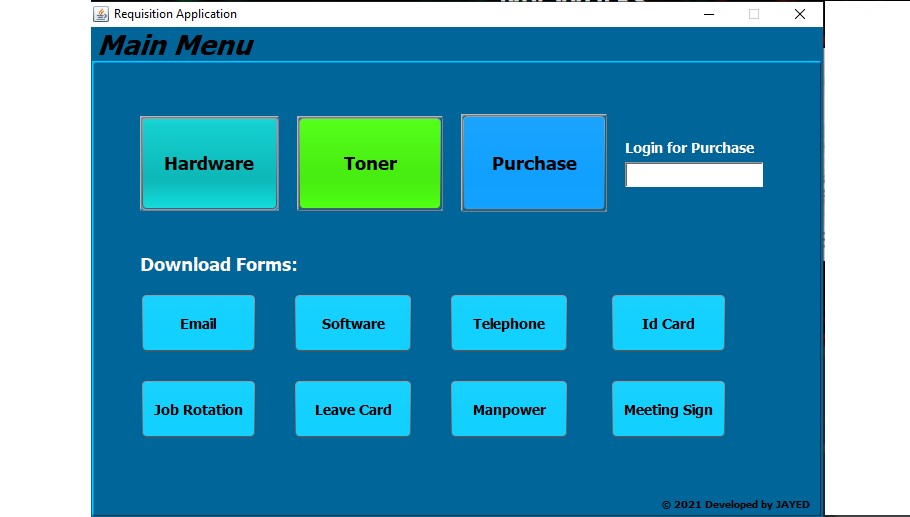 Requisition Application
Main Menu
Hardware
Toner
Purchase
Login for Purchase
Download Forms:
Email
Software
Telephone
Id Card
Job Rotation
Leave Card
Manpower
Meeting Sign
© 2021 Developed by JAYED